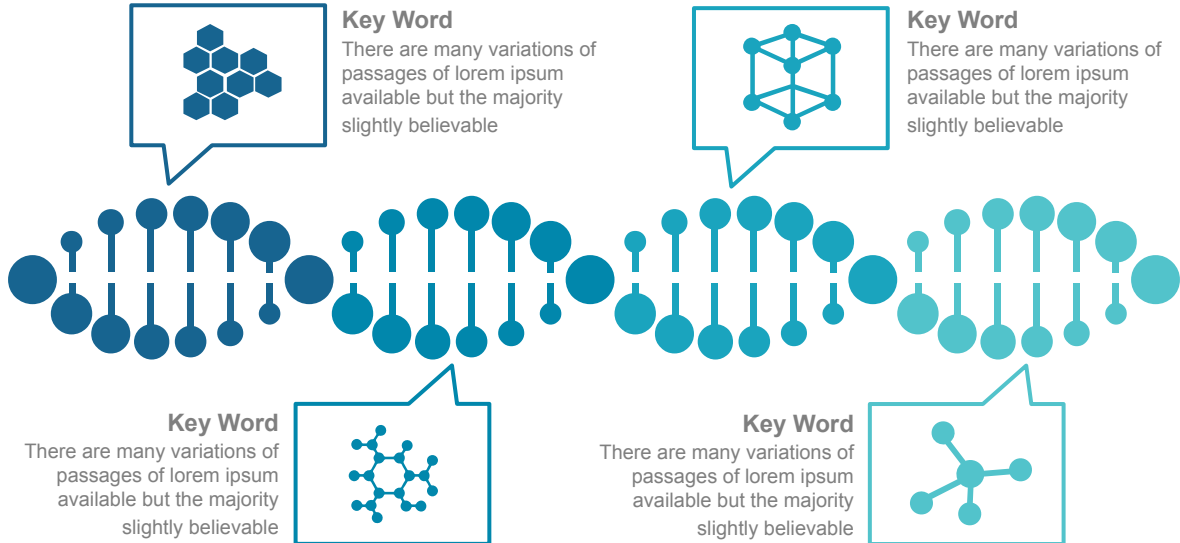 Key Word
There are many variations of
passages of lorem ipsum
available but the majority
slightly believable
Key Word
There are many variations of
passages of lorem ipsum
available but the majority
slightly believable
Key Word
There are many variations of
passages of lorem ipsum
available but the majority
slightly believable
Key Word
There are many variations of
passages of lorem ipsum
available but the majority
slightly believable